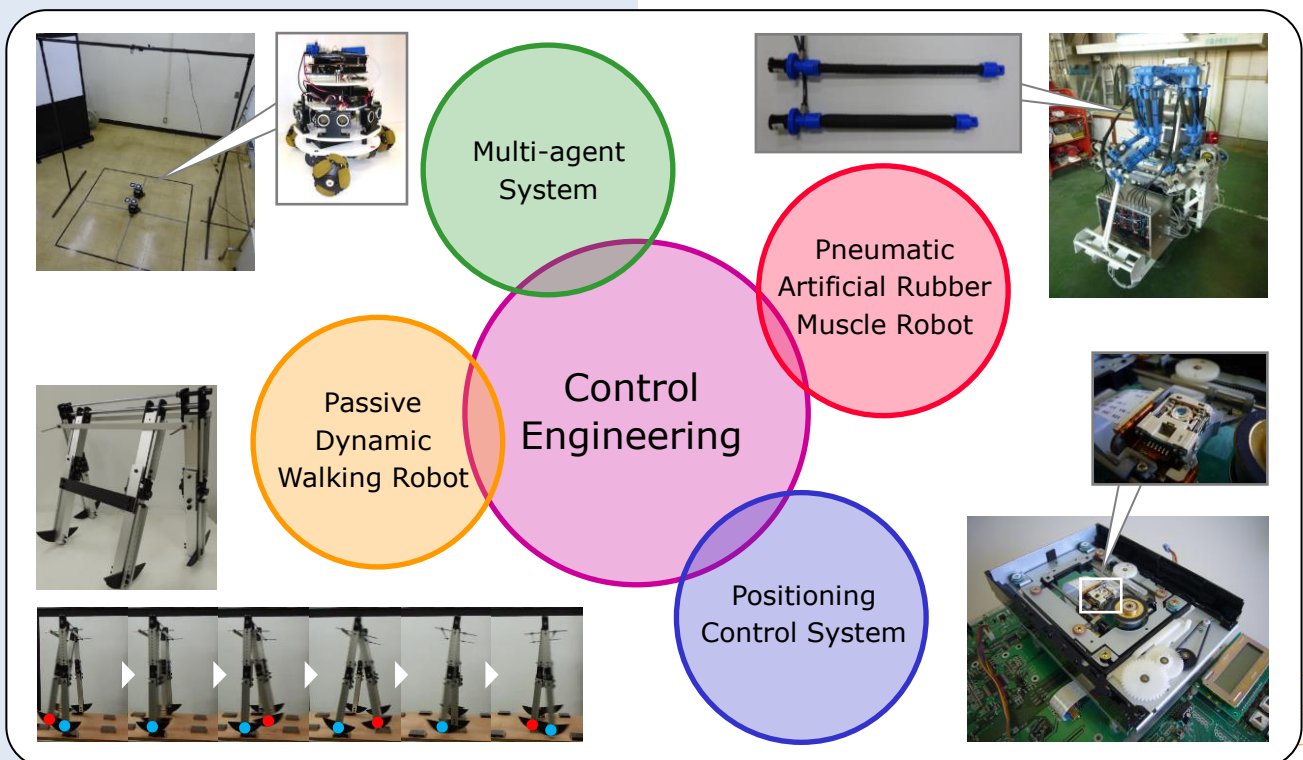 Multi-agent
System
Pneumatic
Artificial Rubber
Muscle Robot
Control
Engineering
Passive
Dynamic
Walking Robot
Positioning
Control System